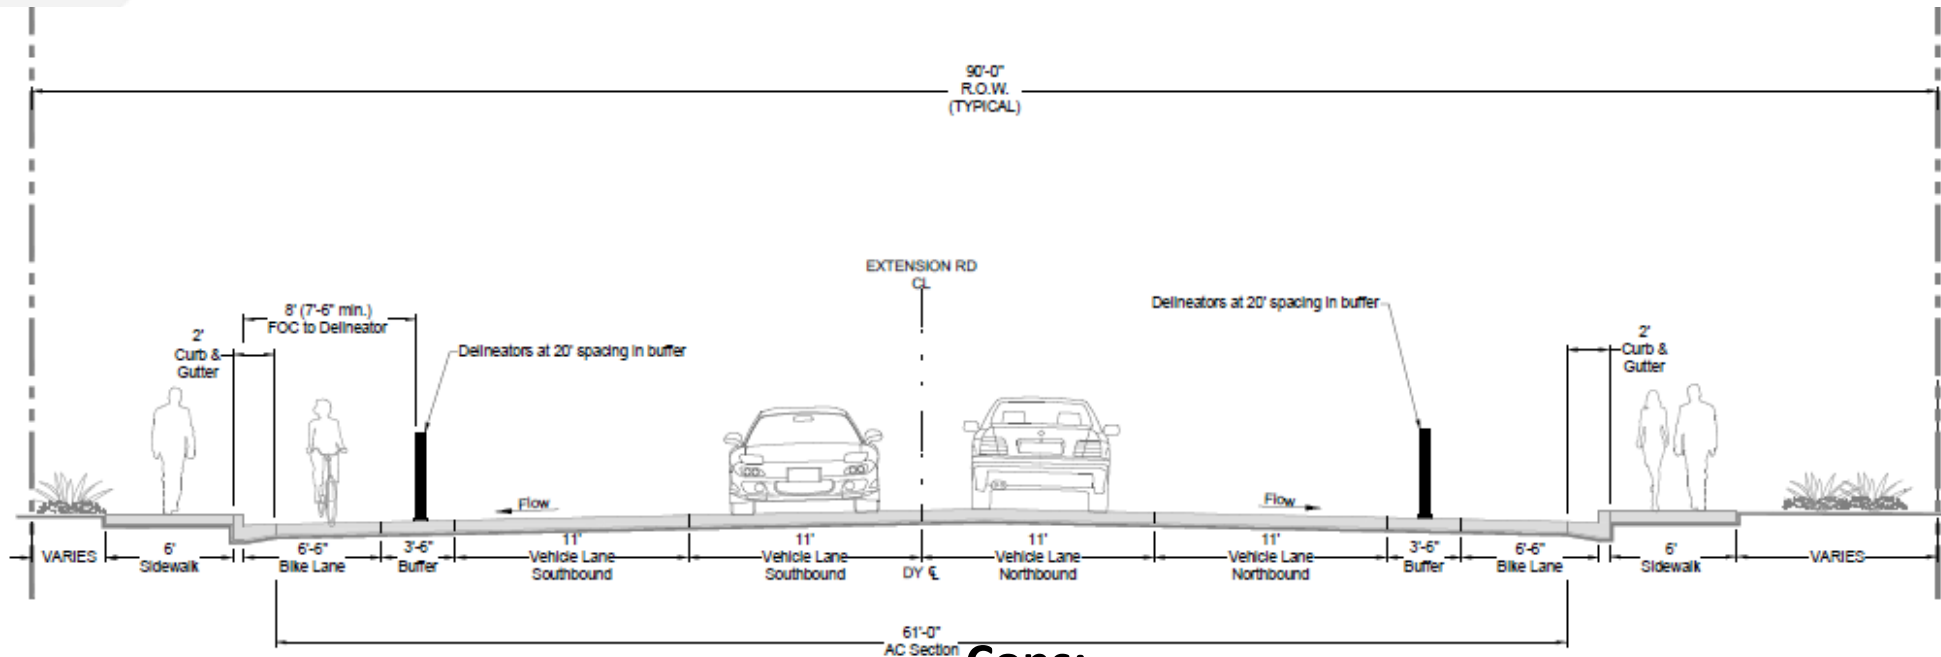 90'-0"
R.O.W.
(TYPICAL)
EXTENSION RD
CL
8' (7'-6" min.)
FOC to Delineator
Delineators at 20' spacing in buffer
Delineators at 20' spacing in buffer
2'
Curb &
Gutter
2'
Curb &
Gutter
Flow
Flow
VARIES
6'
Sidewalk
6'-6"
Bike Lane
3'-6"
Buffer
11'
Vehicle Lane
Southbound
11'
Vehicle Lane
Southbound
DY ℄
11'
Vehicle Lane
Northbound
11'
Vehicle Lane
Northbound
3'-6"
Buffer
6'-6"
Bike Lane
6'
Sidewalk
VARIES
61'-0"
AC Section
Cons: